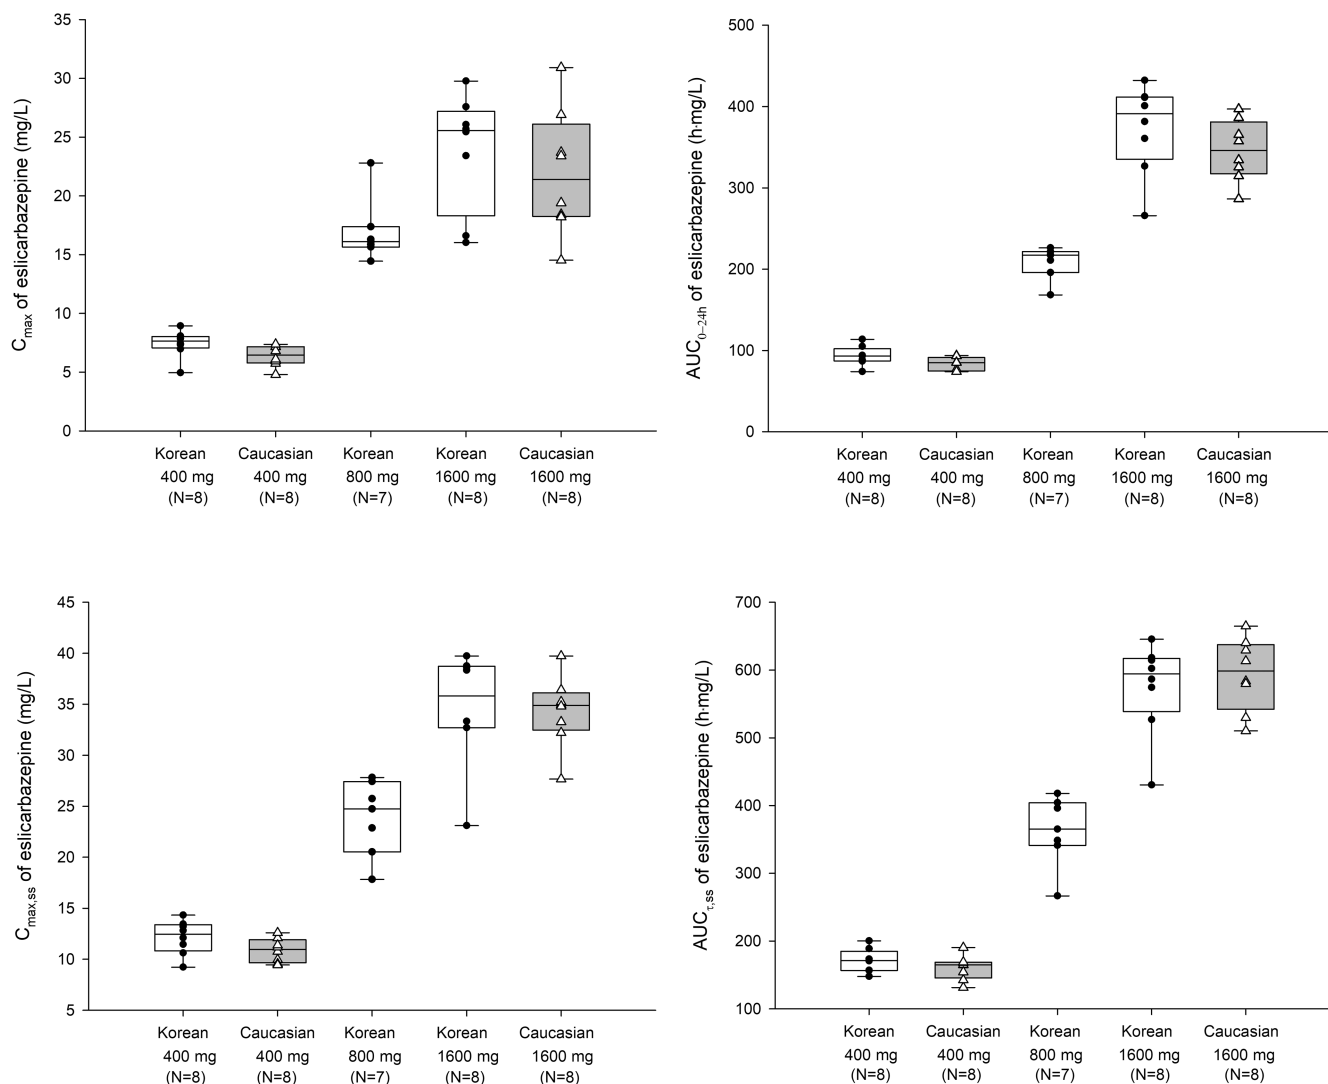 C_max of eslicarbazepine (mg/L)
35
30
25
20
15
10
5
0
Korean Caucasian Korean Korean Caucasian
400 mg 400 mg 800 mg 1600 mg 1600 mg
(N=8) (N=8) (N=7) (N=8) (N=8)
AUC_0–24h of eslicarbazepine (h·mg/L)
500
400
300
200
100
0
Korean Caucasian Korean Korean Caucasian
400 mg 400 mg 800 mg 1600 mg 1600 mg
(N=8) (N=8) (N=7) (N=8) (N=8)
C_max,ss of eslicarbazepine (mg/L)
45
40
35
30
25
20
15
10
5
Korean Caucasian Korean Korean Caucasian
400 mg 400 mg 800 mg 1600 mg 1600 mg
(N=8) (N=8) (N=7) (N=8) (N=8)
AUC_τ,ss of eslicarbazepine (h·mg/L)
700
600
500
400
300
200
100
Korean Caucasian Korean Korean Caucasian
400 mg 400 mg 800 mg 1600 mg 1600 mg
(N=8) (N=8) (N=7) (N=8) (N=8)